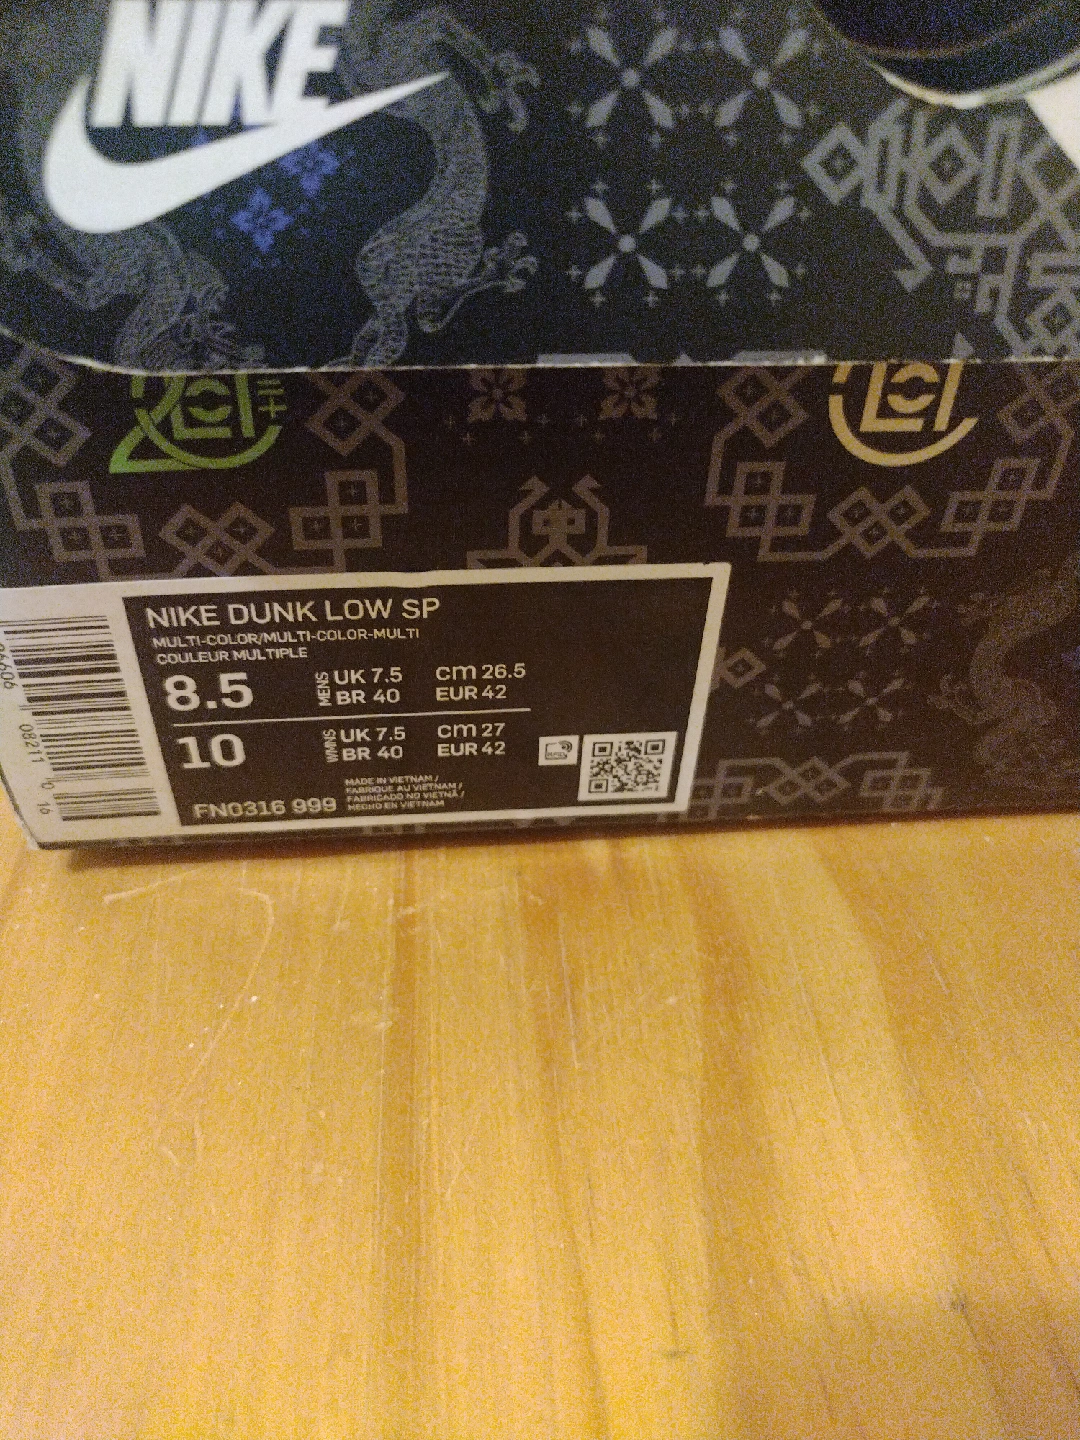 NIKE
NIKE DUNK LOW SP
MULTI-COLOR/MULTI-COLOR-MULTI
COULEUR MULTIPLE
8.5 MENS UK 7.5 CM 26.5
BR 40 EUR 42
10 WMNS UK 7.5 CM 27
BR 40 EUR 42
MADE IN VIETNAM /
FABRIQUE AU VIETNAM /
FABRICADO NO VIETNÃ /
HECHO EN VIETNAM
FN0316 999